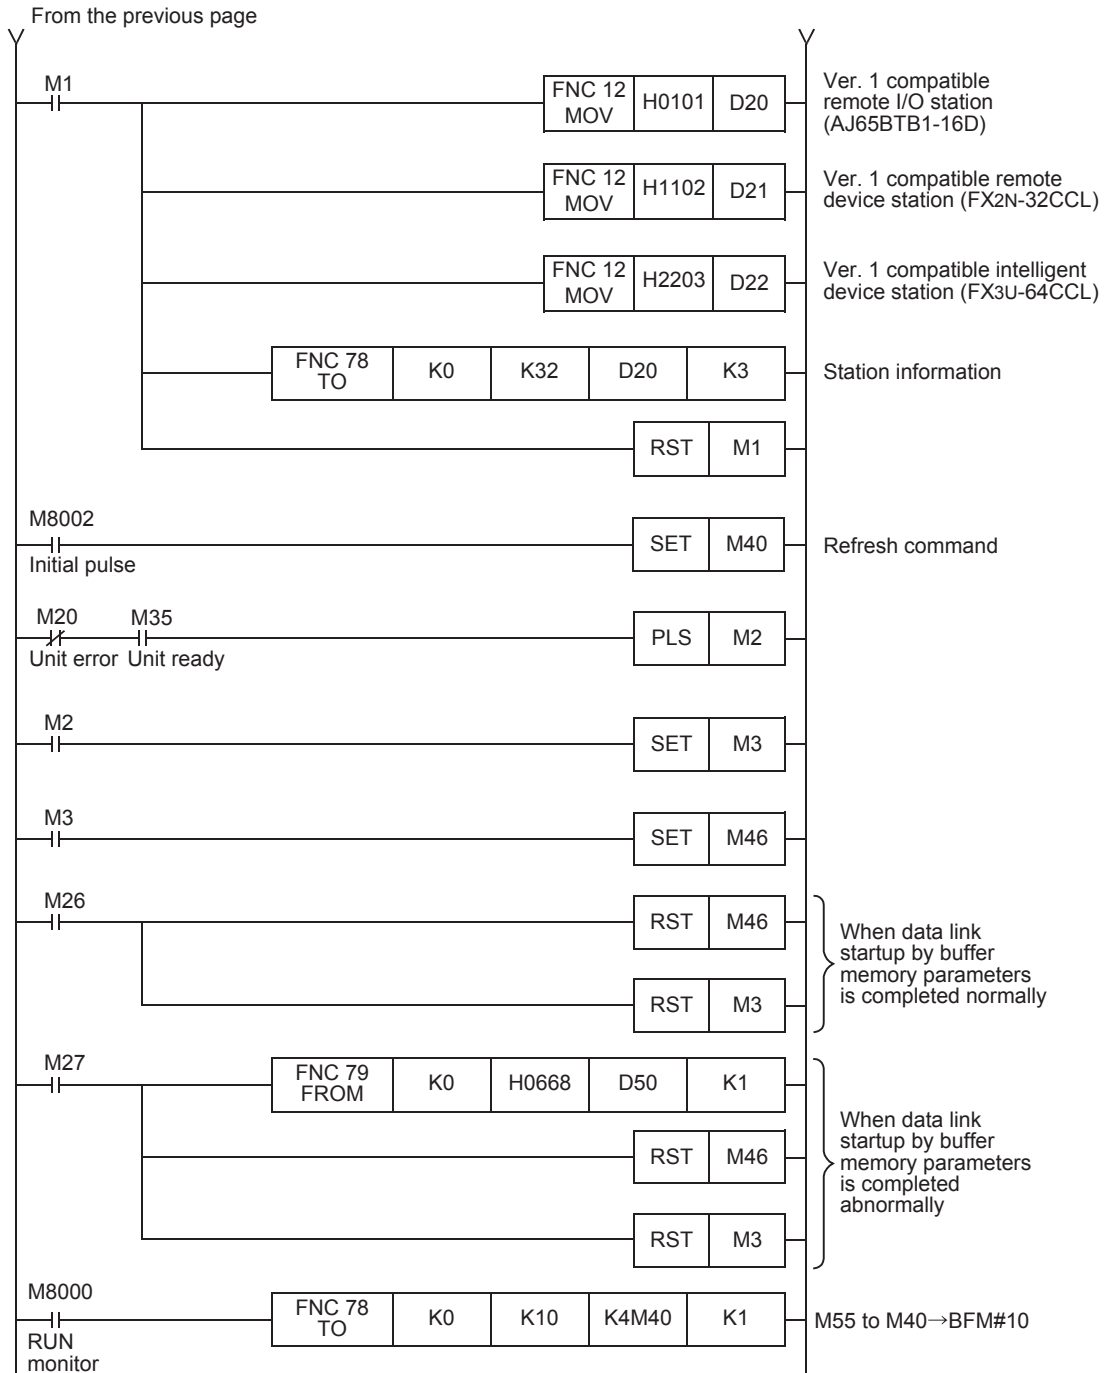 From the previous page
M1
FNC 12
MOV
H0101
D20
Ver. 1 compatible
remote I/O station
(AJ65BTB1-16D)
FNC 12
MOV
H1102
D21
Ver. 1 compatible remote
device station (FX2N-32CCL)
FNC 12
MOV
H2203
D22
Ver. 1 compatible intelligent
device station (FX3U-64CCL)
FNC 78
TO
K0
K32
D20
K3
Station information
RST
M1
M8002
Initial pulse
SET
M40
Refresh command
M20
Unit error
M35
Unit ready
PLS
M2
M2
SET
M3
M3
SET
M46
M26
RST
M46
RST
M3
When data link
startup by buffer
memory parameters
is completed normally
M27
FNC 79
FROM
K0
H0668
D50
K1
RST
M46
RST
M3
When data link
startup by buffer
memory parameters
is completed
abnormally
M8000
RUN
monitor
FNC 78
TO
K0
K10
K4M40
K1
M55 to M40→BFM#10